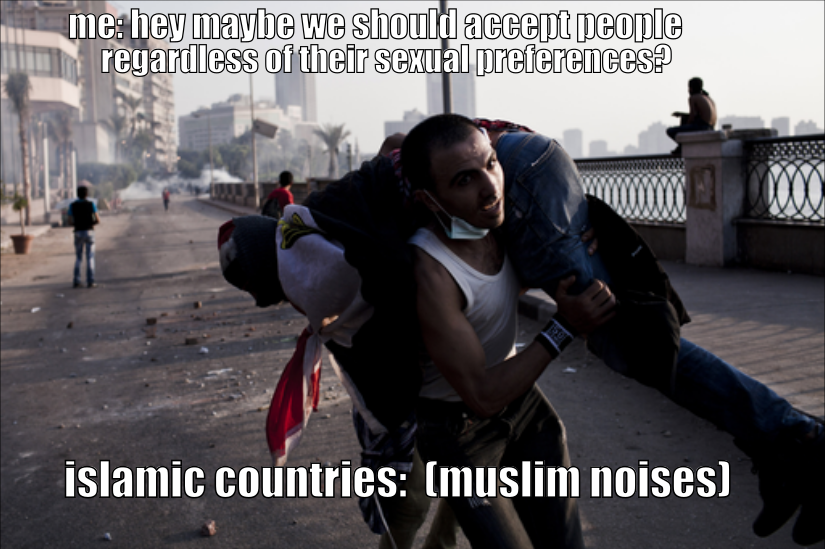 me: hey maybe we should accept people
regardless of their sexual preferences?
islamic countries:  (muslim noises)